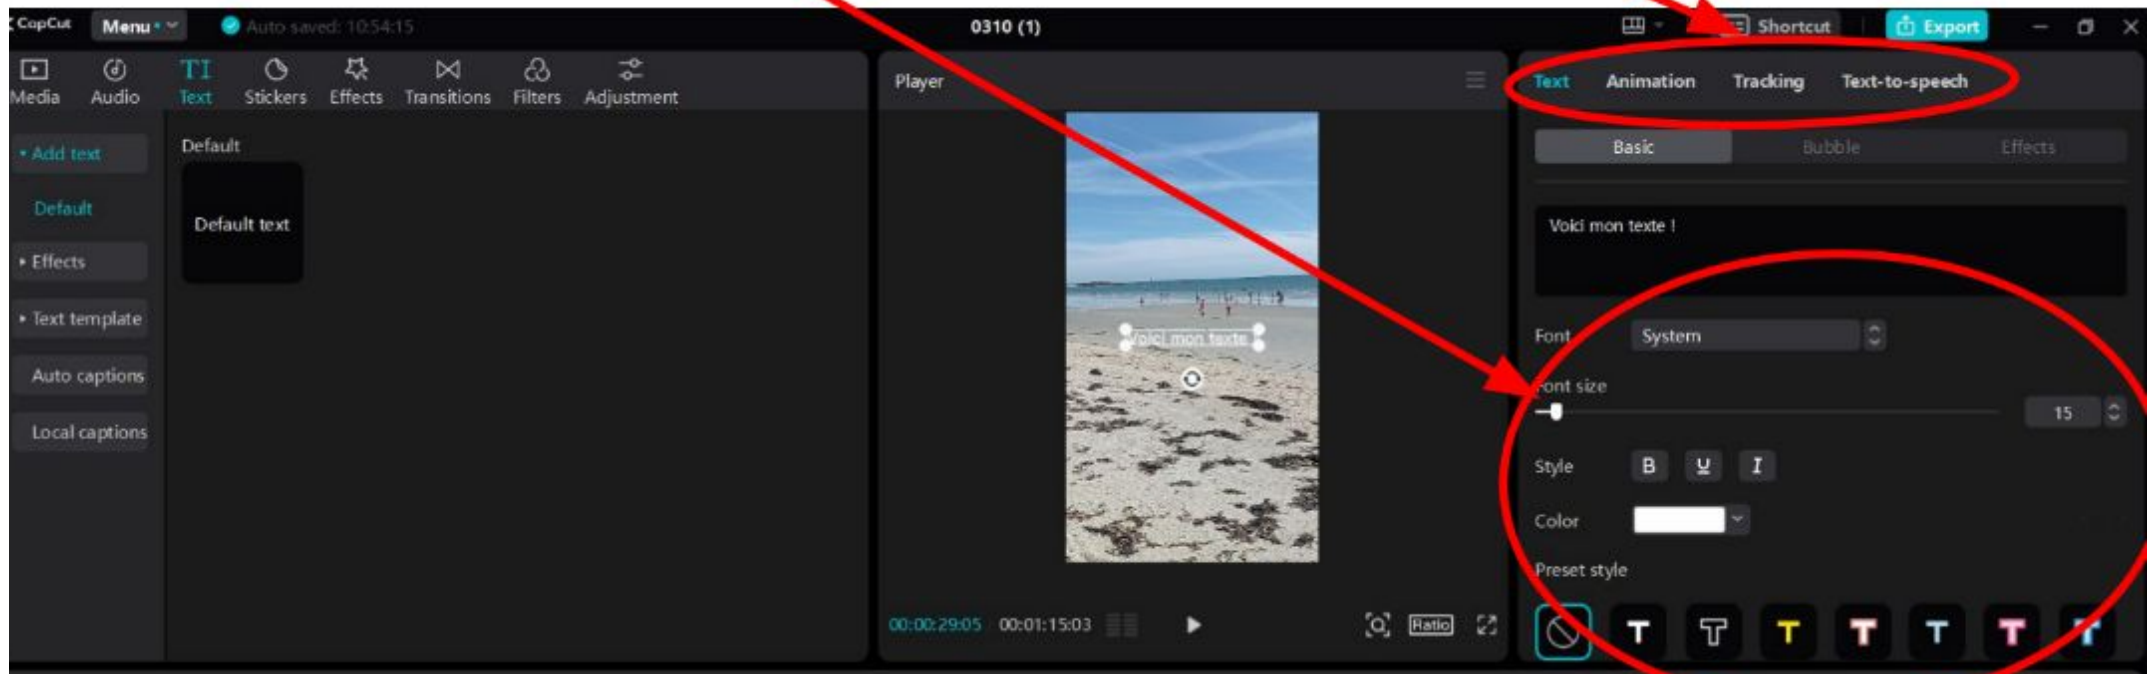 CapCut Menu Auto saved: 10:54:15 0310 (1) Shortcut Export
Media Audio Text Stickers Effects Transitions Filters Adjustment
Add text
Default
Effects
Text template
Auto captions
Local captions
Default
Default text
Player
Voici mon texte
00:00:29:05 00:01:15:03 Ratio
Text Animation Tracking Text-to-speech
Basic Bubble Effects
Voici mon texte !
Font System
Font size
15
Style B U I
Color
Preset style
T T T T T T T